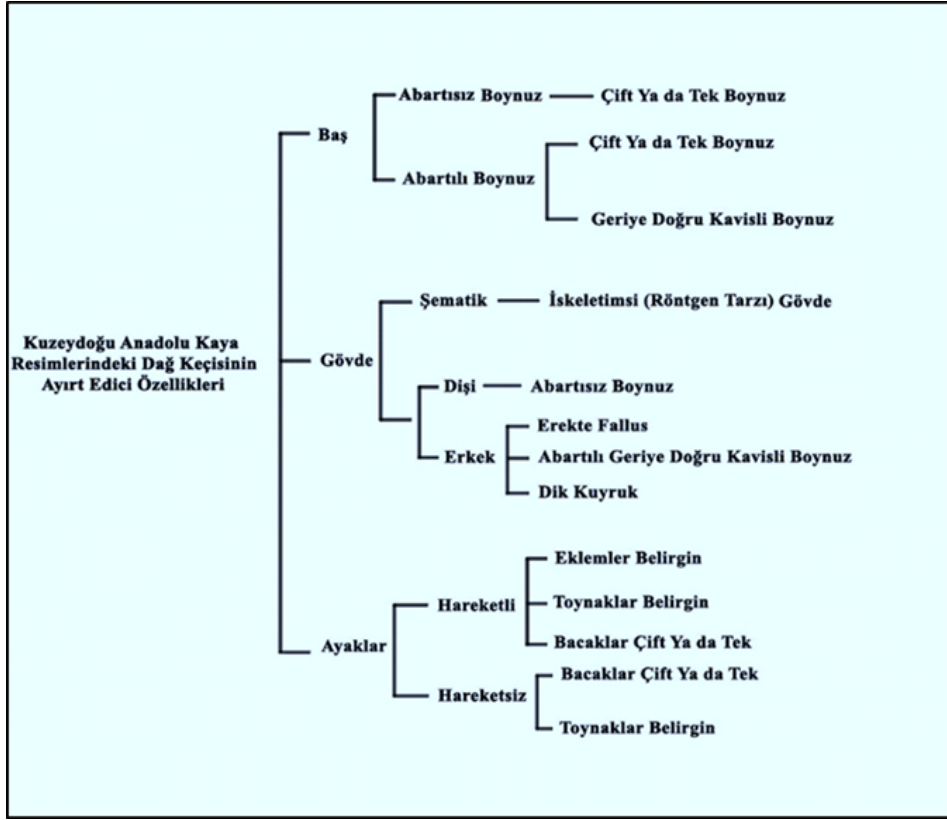 Kuzeydoğu Anadolu Kaya
Resimlerindeki Dağ Keçisinin
Ayırt Edici Özellikleri
Baş
Abartısız Boynuz
Çift Ya da Tek Boynuz
Abartılı Boynuz
Çift Ya da Tek Boynuz
Geriye Doğru Kavisli Boynuz
Gövde
Şematik
İskeletimsi (Röntgen Tarzı) Gövde
Dişi
Abartısız Boynuz
Erkek
Erekte Fallus
Abartılı Geriye Doğru Kavisli Boynuz
Dik Kuyruk
Ayaklar
Hareketli
Eklemler Belirgin
Toynaklar Belirgin
Bacaklar Çift Ya da Tek
Hareketsiz
Bacaklar Çift Ya da Tek
Toynaklar Belirgin